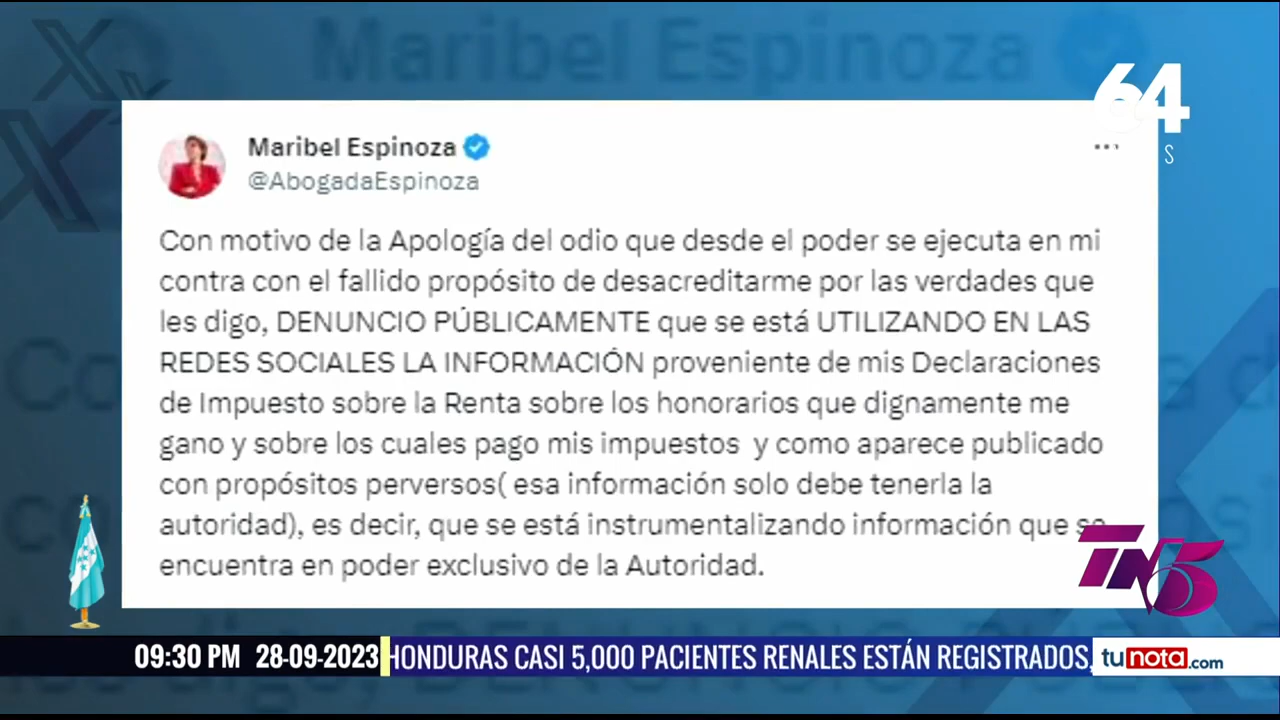 Maribel Espinoza
64
S
Maribel Espinoza
@AbogadaEspinoza
Con motivo de la Apología del odio que desde el poder se ejecuta en mi
contra con el fallido propósito de desacreditarme por las verdades que
les digo, DENUNCIO PÚBLICAMENTE que se está UTILIZANDO EN LAS
REDES SOCIALES LA INFORMACIÓN proveniente de mis Declaraciones
de Impuesto sobre la Renta sobre los honorarios que dignamente me
gano y sobre los cuales pago mis impuestos y como aparece publicado
con propósitos perversos( esa información solo debe tenerla la
autoridad), es decir, que se está instrumentalizando información que se
encuentra en poder exclusivo de la Autoridad.
TN5
09:30 PM 28-09-2023 HONDURAS CASI 5,000 PACIENTES RENALES ESTÁN REGISTRADOS, tunota.com